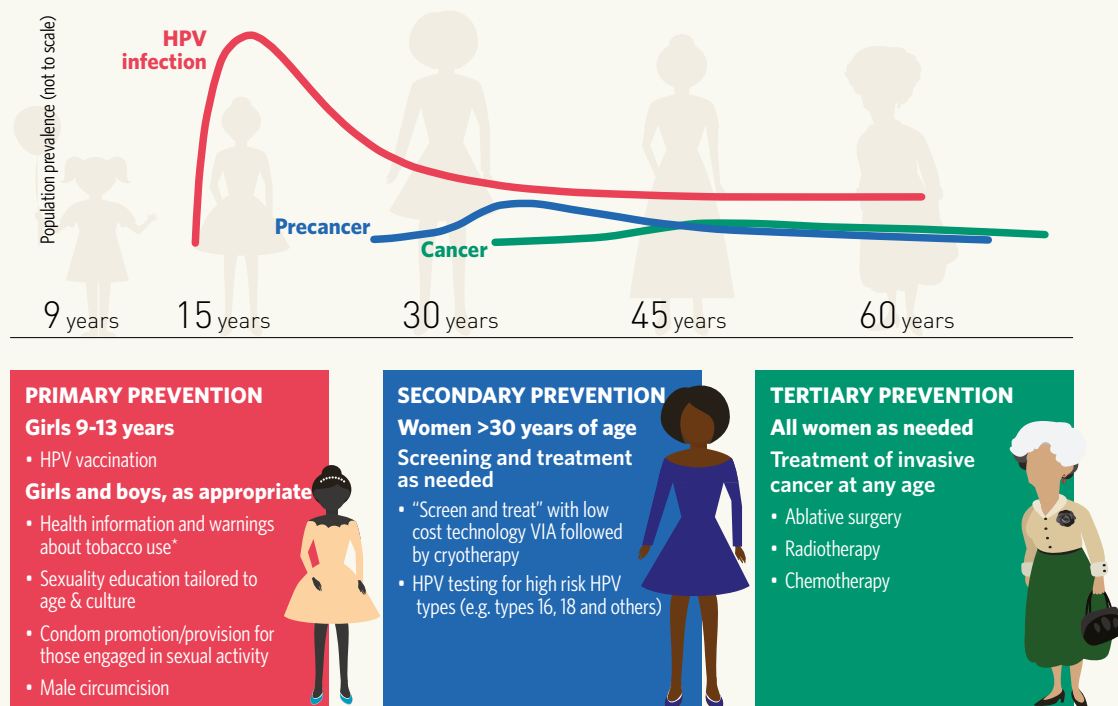 Population prevalence (not to scale)
HPV
infection
Precancer
Cancer
9 years
15 years
30 years
45 years
60 years
PRIMARY PREVENTION
Girls 9-13 years
• HPV vaccination
Girls and boys, as appropriate
• Health information and warnings
about tobacco use*
• Sexuality education tailored to
age & culture
• Condom promotion/provision for
those engaged in sexual activity
• Male circumcision
SECONDARY PREVENTION
Women >30 years of age
Screening and treatment
as needed
• “Screen and treat” with low
cost technology VIA followed
by cryotherapy
• HPV testing for high risk HPV
types (e.g. types 16, 18 and others)
TERTIARY PREVENTION
All women as needed
Treatment of invasive
cancer at any age
• Ablative surgery
• Radiotherapy
• Chemotherapy